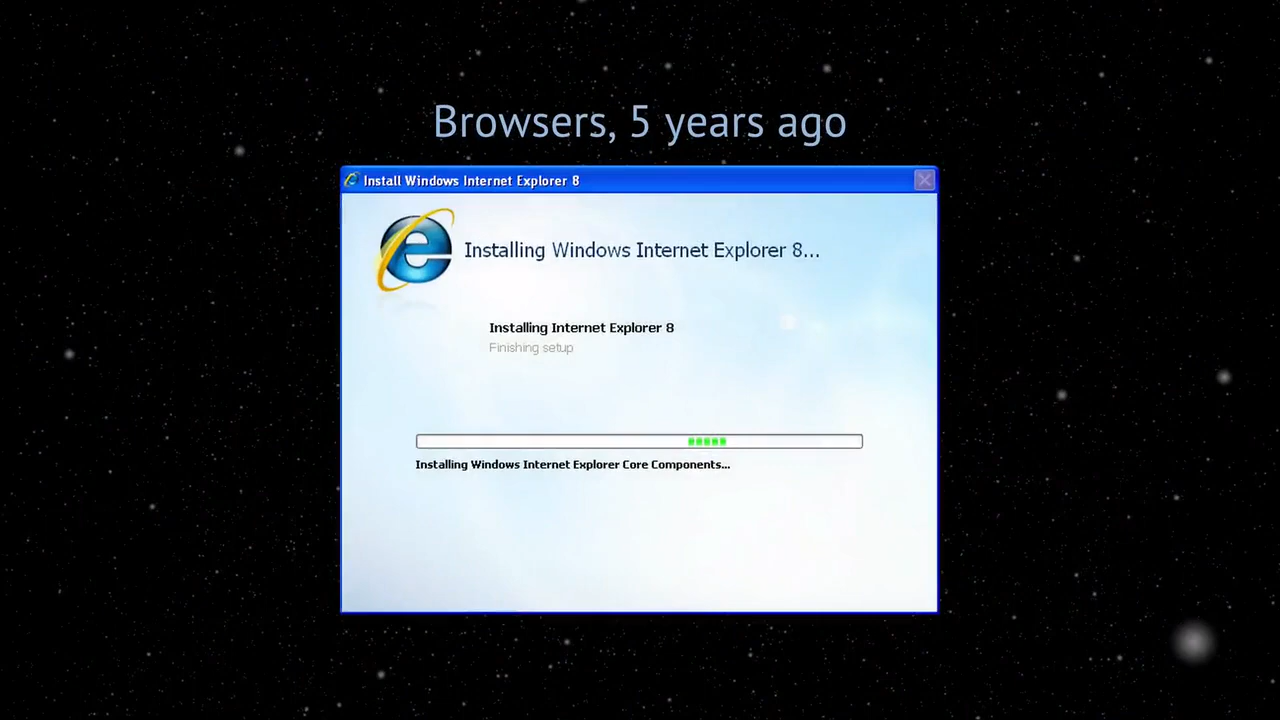 Browsers, 5 years ago
Install Windows Internet Explorer 8
Installing Windows Internet Explorer 8...
Installing Internet Explorer 8
Finishing setup
Installing Windows Internet Explorer Core Components...